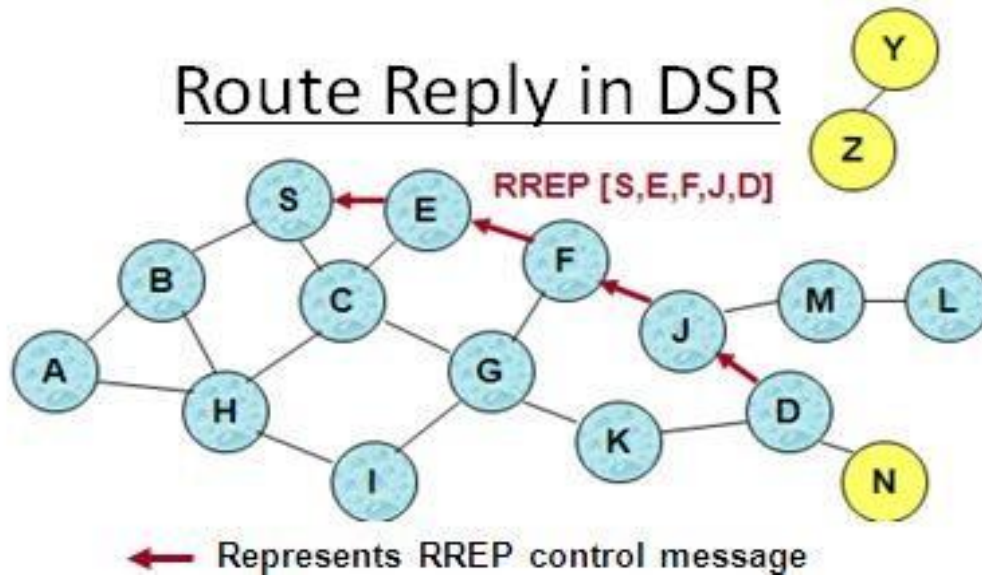 Route Reply in DSR
Y
Z
RREP [S,E,F,J,D]
S
E
B
C
F
J
M
L
A
H
G
K
D
I
N
Represents RREP control message